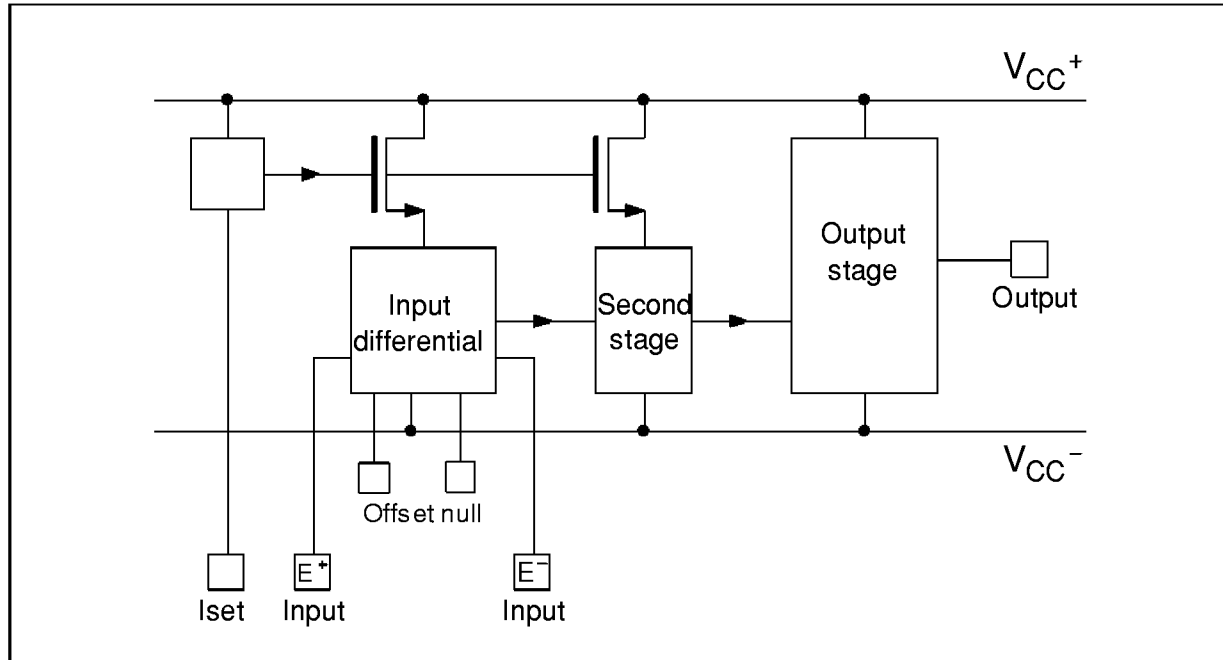 VCC+
Input
differential
Second
stage
Output
stage
Output
VCC−
Offset null
E+
E−
Iset
Input
Input